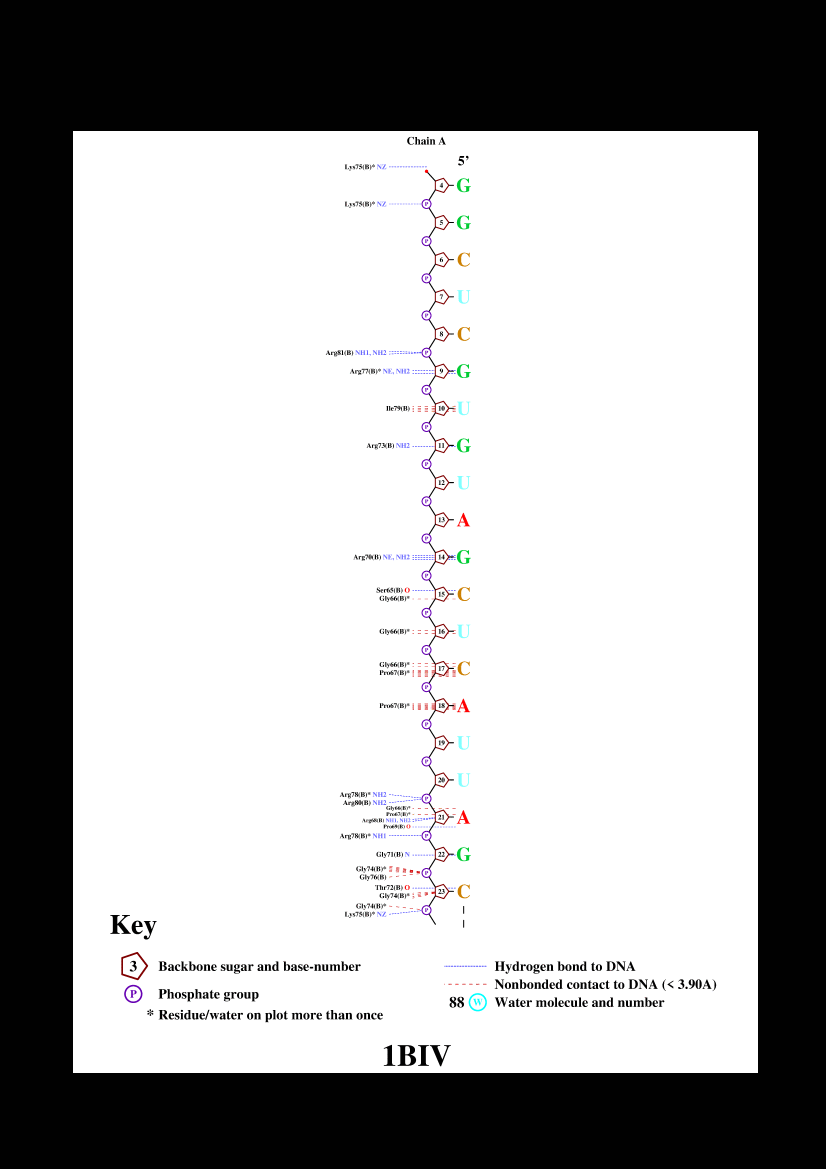 Chain A
5'
Lys75(B)* NZ
4 G
Lys75(B)* NZ P
5 G
P
6 C
P
7 U
P
8 C
Arg81(B) NH1, NH2 P
Arg77(B)* NE, NH2 9 G
P
Ile79(B) 10 U
P
Arg73(B) NH2 11 G
P
12 U
P
13 A
P
Arg70(B) NE, NH2 14 G
P
Ser65(B) O 15 C
Gly66(B)*
P
Gly66(B)* 16 U
P
Gly66(B)* 17 C
Pro67(B)*
P
Pro67(B)* 18 A
P
19 U
P
20 U
Arg78(B)* NH2 P
Arg80(B) NH2
Gly66(B)*
Pro67(B)*
Arg68(B) NH1, NH2 21 A
Pro69(B) O
Arg78(B)* NH1 P
Gly71(B) N 22 G
Gly74(B)* P
Gly76(B)
Thr72(B) O 23 C
Gly74(B)*
Gly74(B)* P
Lys75(B)* NZ
Key
3 Backbone sugar and base-number
P Phosphate group
* Residue/water on plot more than once
Hydrogen bond to DNA
Nonbonded contact to DNA (< 3.90A)
88 W Water molecule and number
1BIV